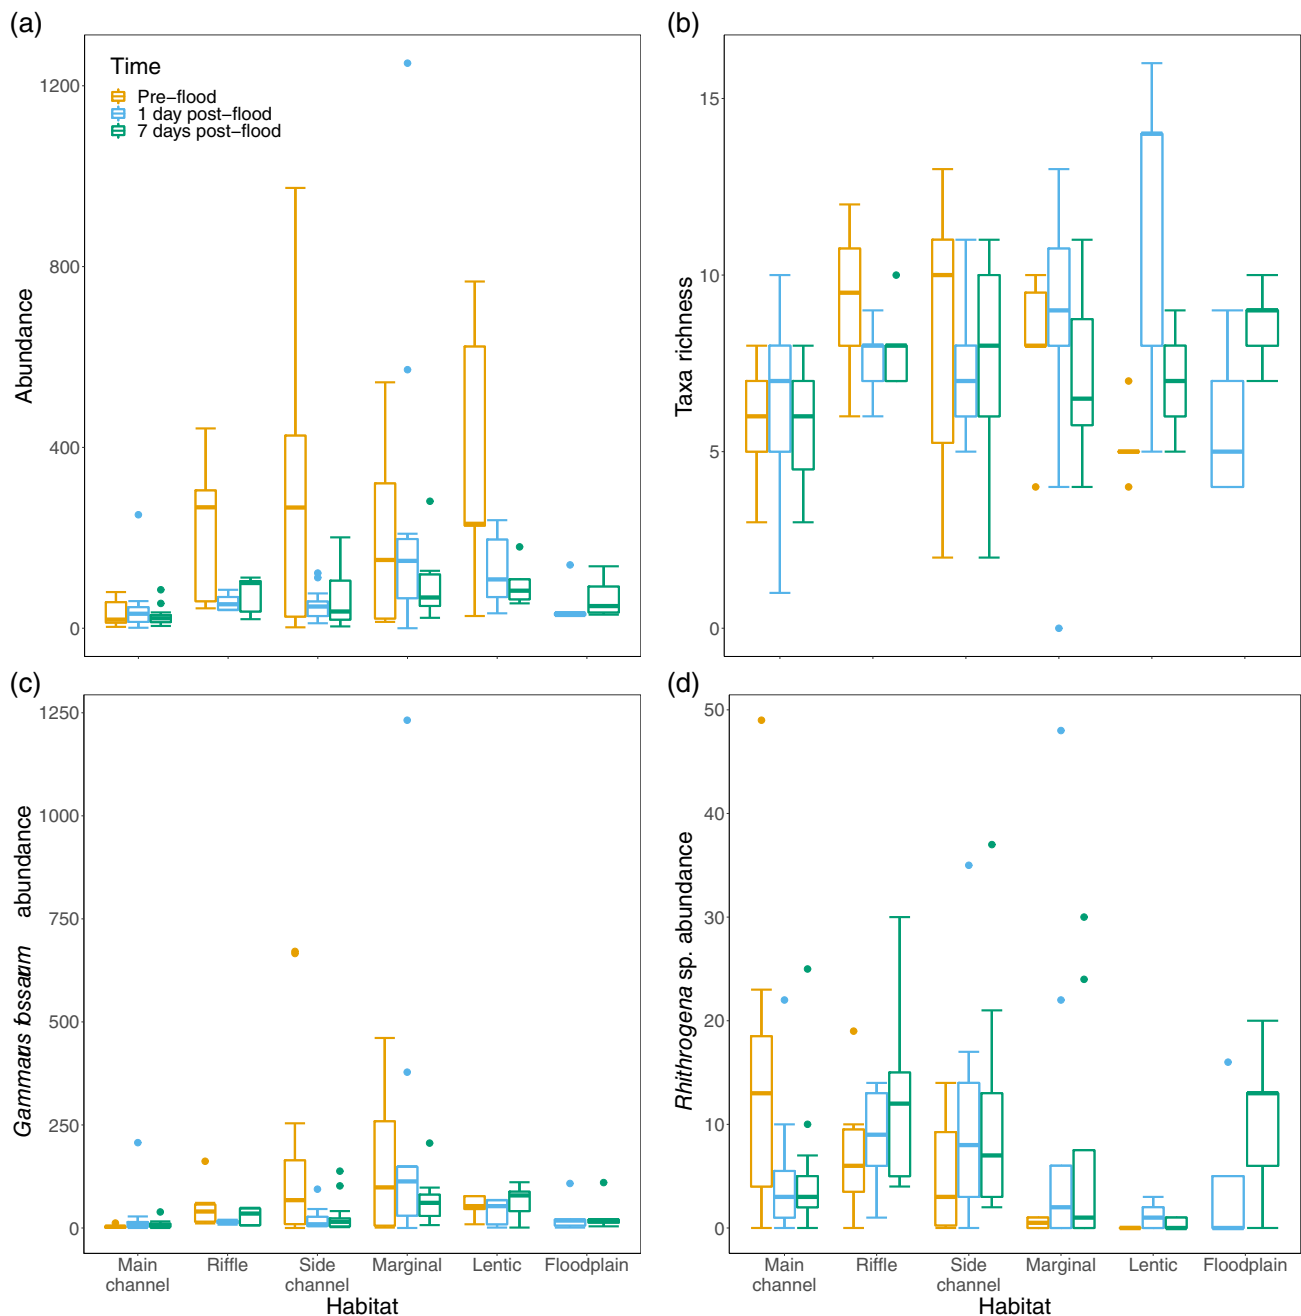 (a)
Time
Pre−flood
1 day post−flood
7 days post−flood
1200
800
400
0
Abundance
(b)
15
10
5
0
Taxa richness
(c)
1250
1000
750
500
250
0
Gammarus fossarum abundance
Main channel
Riffle
Side channel
Marginal
Lentic
Floodplain
Habitat
(d)
50
40
30
20
10
0
Rhithrogena sp. abundance
Main channel
Riffle
Side channel
Marginal
Lentic
Floodplain
Habitat